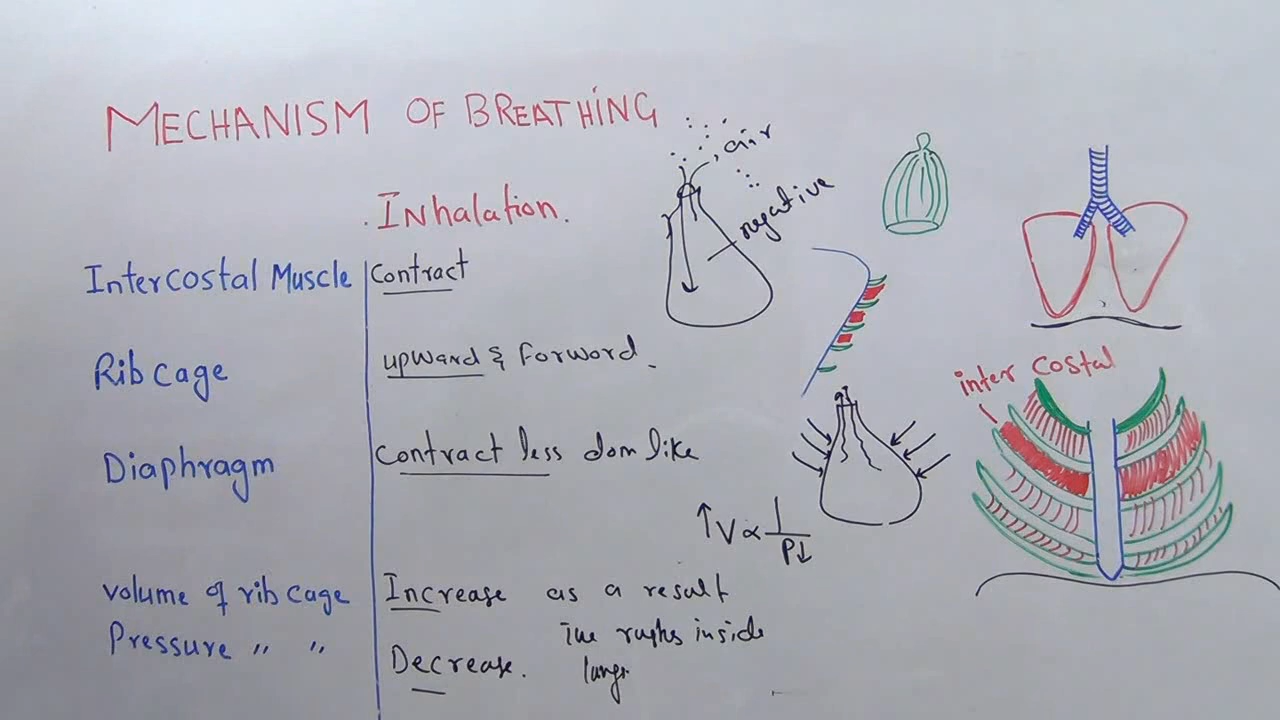 MECHANISM OF BREATHING
air
Inhalation.
negative
Intercostal Muscle Contract
Rib cage upward & forword.
inter costal
Diaphragm Contract less dom like
↑V ∝ 1/P↓
volume of rib cage Increase as a result
Pressure " " Decrease.
inside